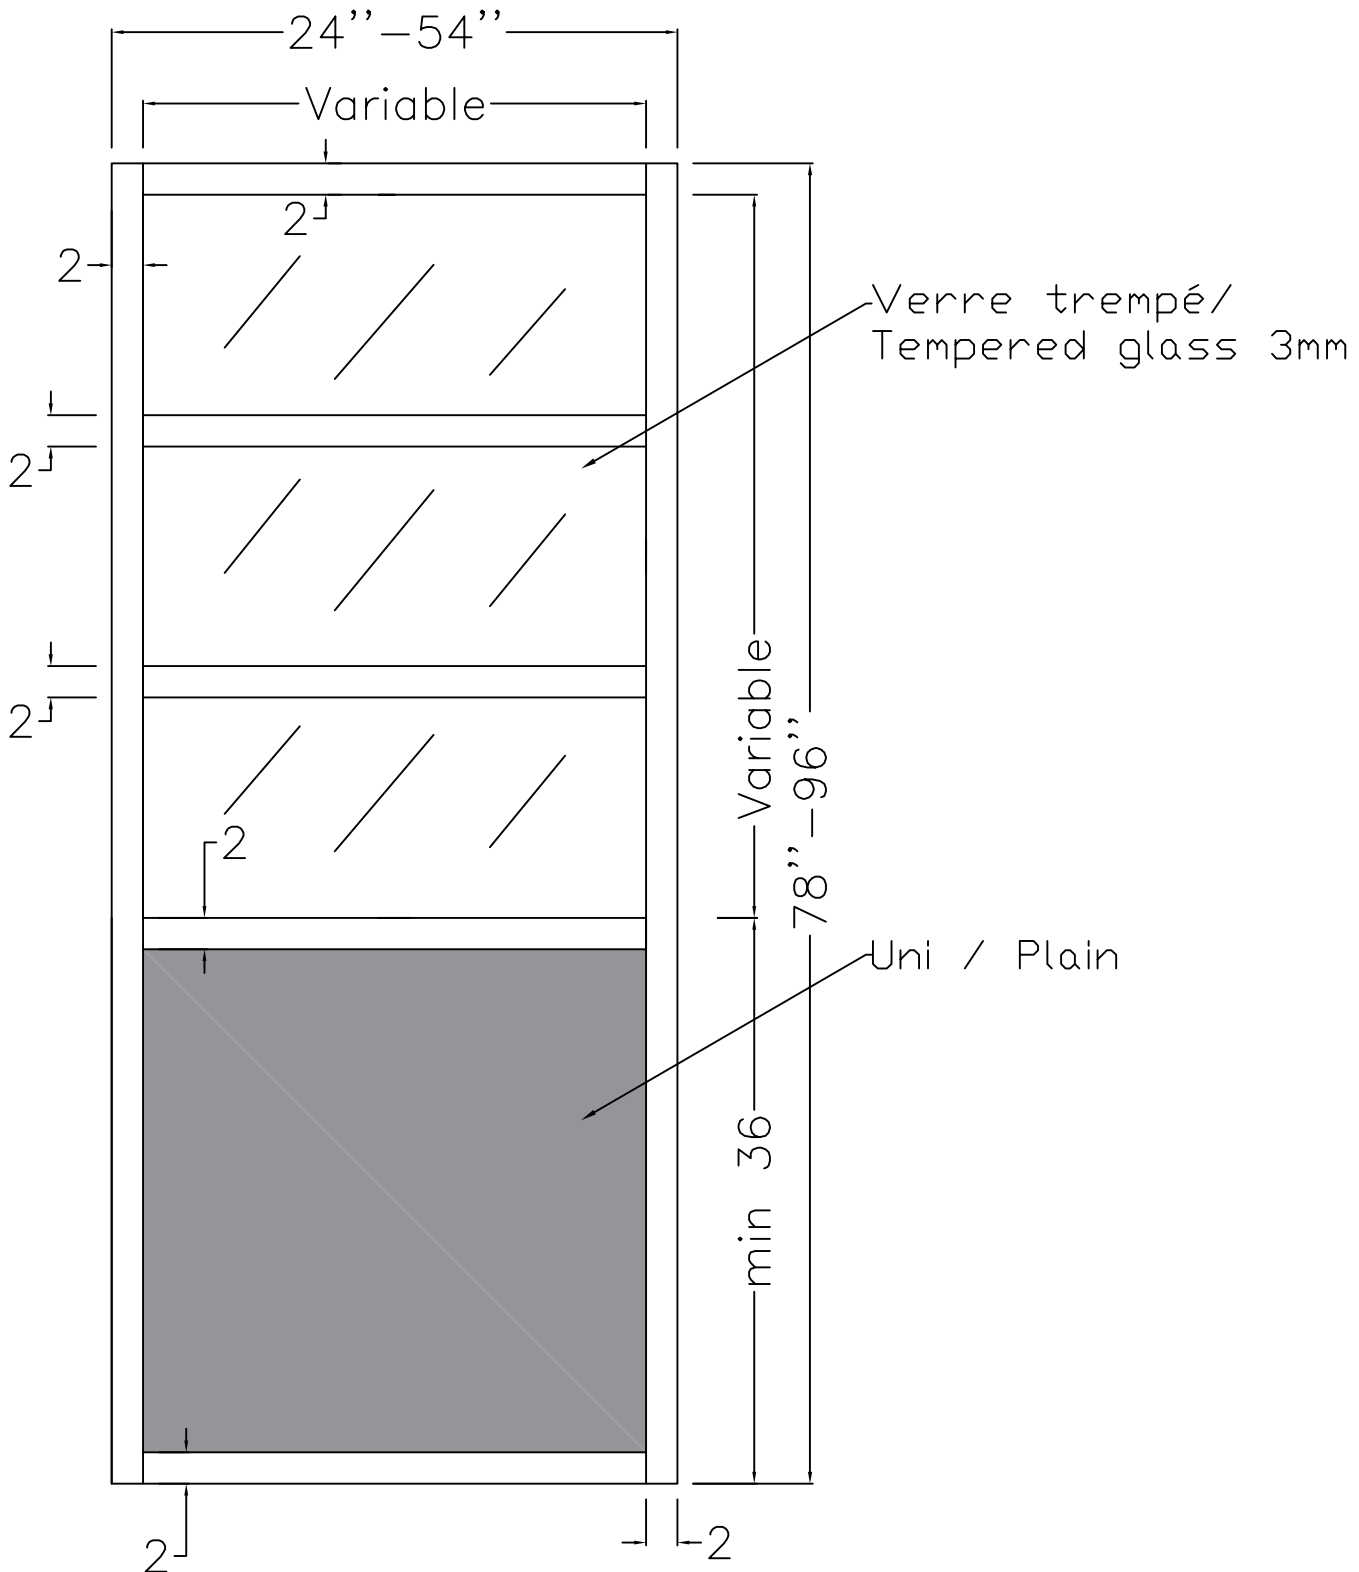 24’’-54’’
Variable
2
2
Verre trempé/
Tempered glass 3mm
2
2
Variable
78’’-96’’
2
Uni / Plain
min 36
2
2